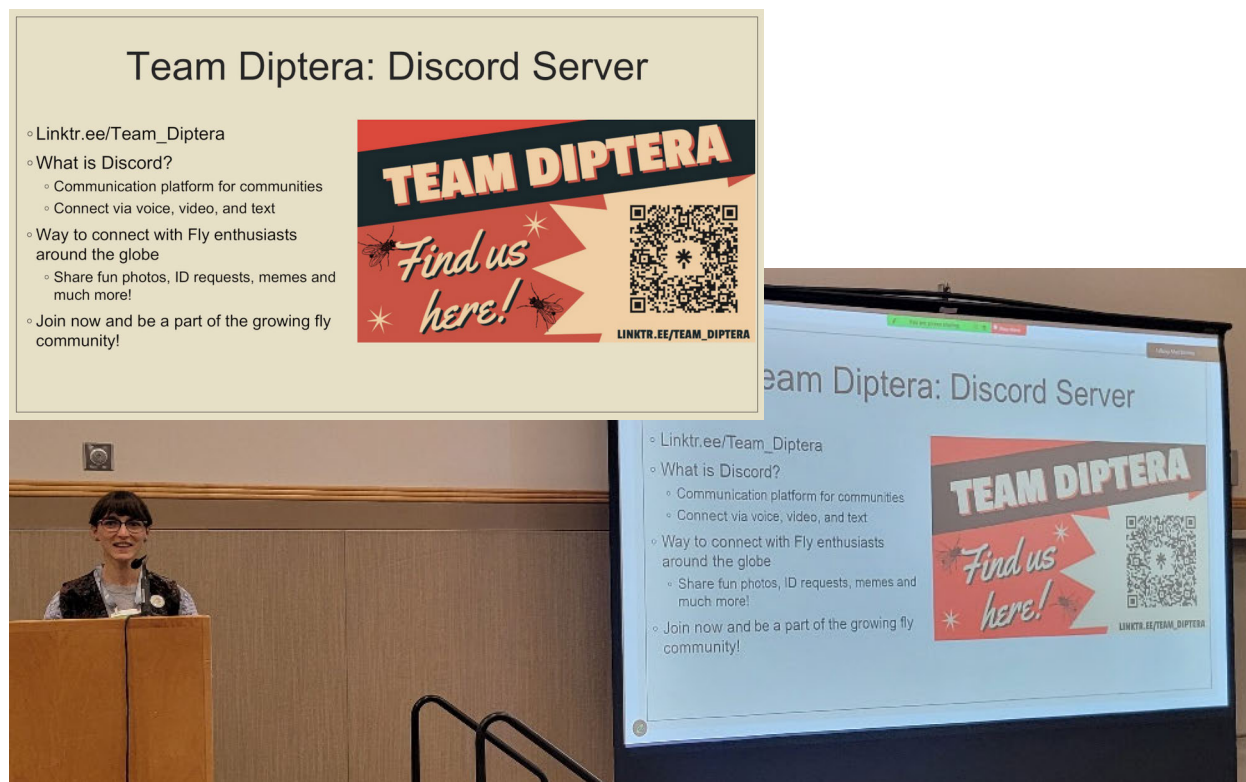 Team Diptera: Discord Server
Linktr.ee/Team_Diptera
What is Discord?
Communication platform for communities
Connect via voice, video, and text
Way to connect with Fly enthusiasts
around the globe
Share fun photos, ID requests, memes and
much more!
Join now and be a part of the growing fly
community!
TEAM DIPTERA
Find us
here!
LINKTR.EE/TEAM_DIPTERA
eam Diptera: Discord Server
Linktr.ee/Team_Diptera
What is Discord?
Communication platform for communities
Connect via voice, video, and text
Way to connect with Fly enthusiasts
around the globe
Share fun photos, ID requests, memes and
much more!
Join now and be a part of the growing fly
community!
TEAM DIPTERA
Find us
here!
LINKTR.EE/TEAM_DIPTERA